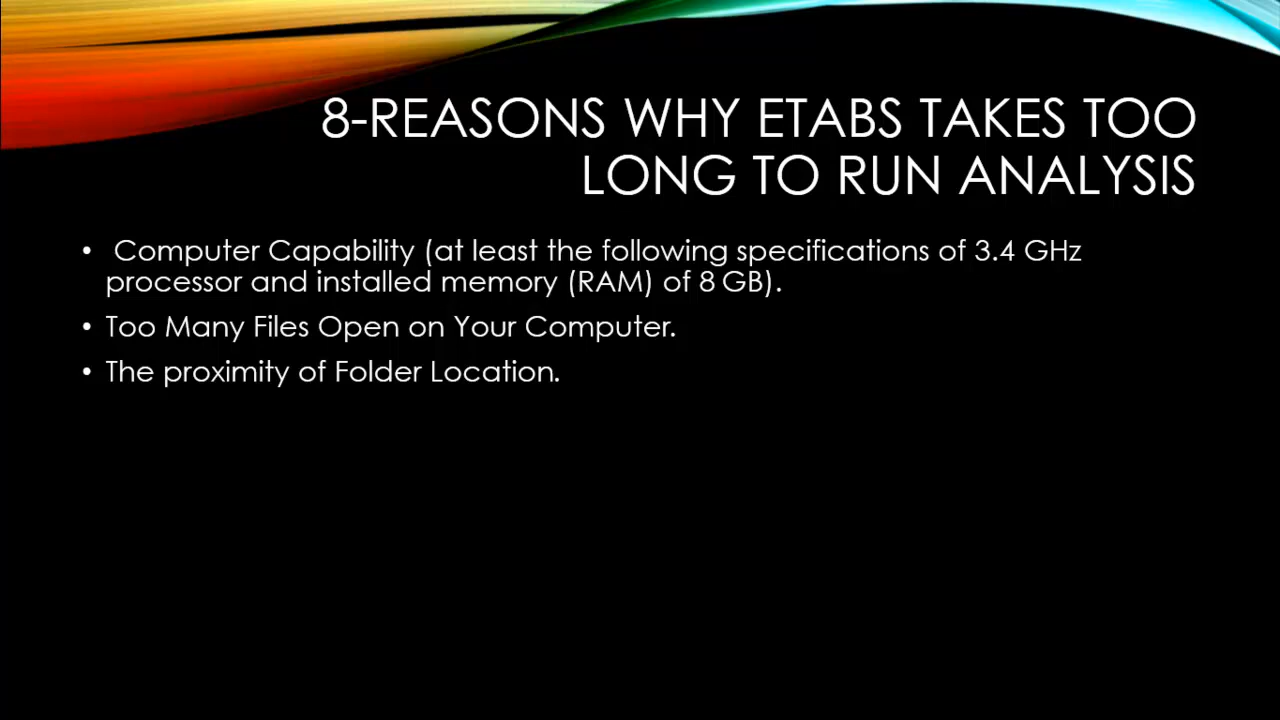 8-REASONS WHY ETABS TAKES TOO
LONG TO RUN ANALYSIS
• Computer Capability (at least the following specifications of 3.4 GHz
processor and installed memory (RAM) of 8 GB).
• Too Many Files Open on Your Computer.
• The proximity of Folder Location.